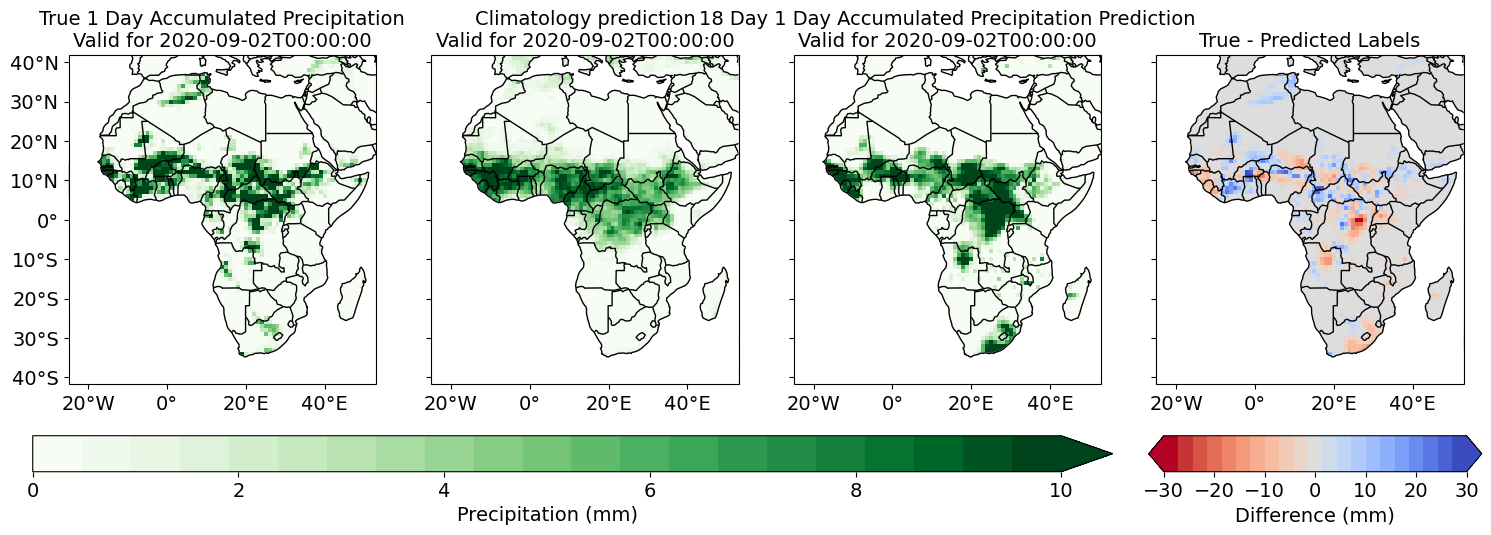 True 1 Day Accumulated Precipitation
Valid for 2020-09-02T00:00:00
Climatology prediction
Valid for 2020-09-02T00:00:00
18 Day 1 Day Accumulated Precipitation Prediction
Valid for 2020-09-02T00:00:00
True - Predicted Labels
40°N
30°N
20°N
10°N
0°
10°S
20°S
30°S
40°S
20°W 0° 20°E 40°E
20°W 0° 20°E 40°E
20°W 0° 20°E 40°E
20°W 0° 20°E 40°E
0 2 4 6 8 10
Precipitation (mm)
−30 −20 −10 0 10 20 30
Difference (mm)